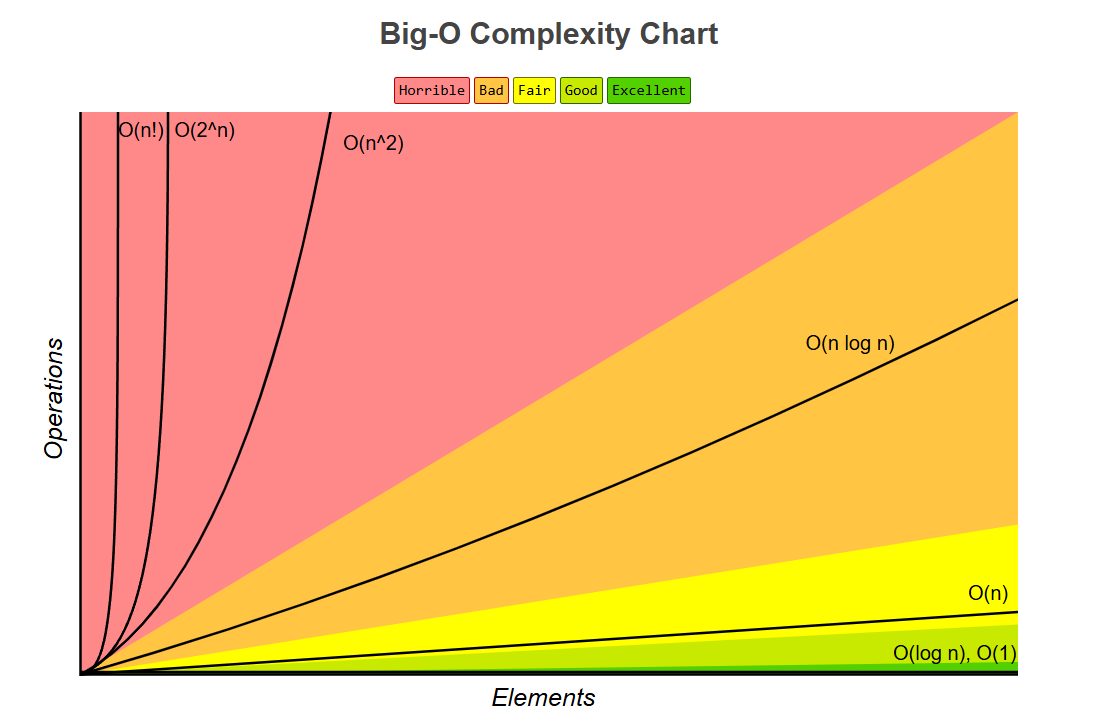 Big-O Complexity Chart
Horrible Bad Fair Good Excellent
O(n!) O(2^n)
O(n^2)
O(n log n)
Operations
O(n)
O(log n), O(1)
Elements